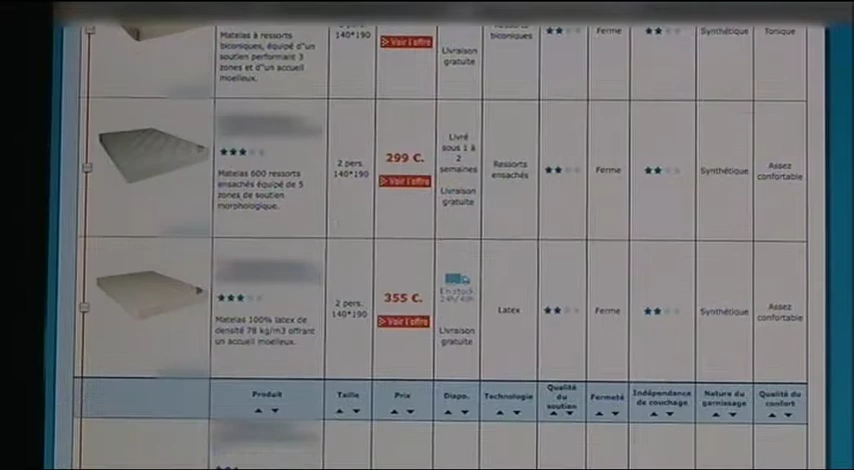 Matelas à ressorts
biconiques, équipé d"un
soutien performant 3
zones et d"un accueil
moelleux.
140*190
Voir l'offre
Livraison
gratuite
biconiques
Ferme
Synthétique
Tonique
Matelas 600 ressorts
ensachés équipé de 5
zones de soutien
morphologique.
2 pers.
140*190
299 €.
Voir l'offre
Livré
sous 1 à
2
semaines
Livraison
gratuite
Ressorts
ensachés
Ferme
Synthétique
Assez
confortable
Matelas 100% latex de
densité 78 kg/m3 offrant
un accueil moelleux.
2 pers.
140*190
355 €.
Voir l'offre
En stock
24h/48h
Livraison
gratuite
Latex
Ferme
Synthétique
Assez
confortable
Produit
Taille
Prix
Dispo.
Technologie
Qualité
du
soutien
Fermeté
Indépendance
de couchage
Nature du
garnissage
Qualité du
confort